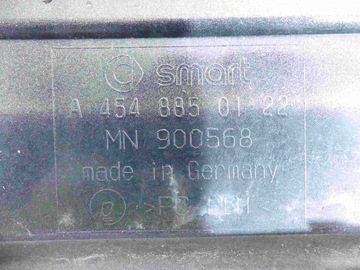 smart
A 454 885 01 22
MN 900568
made in Germany